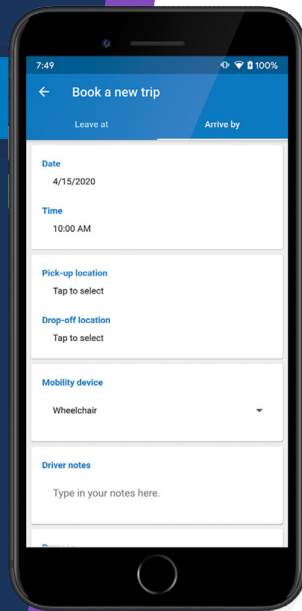 7:49
100%
Book a new trip
Leave at
Arrive by
Date
4/15/2020
Time
10:00 AM
Pick-up location
Tap to select
Drop-off location
Tap to select
Mobility device
Wheelchair
Driver notes
Type in your notes here.